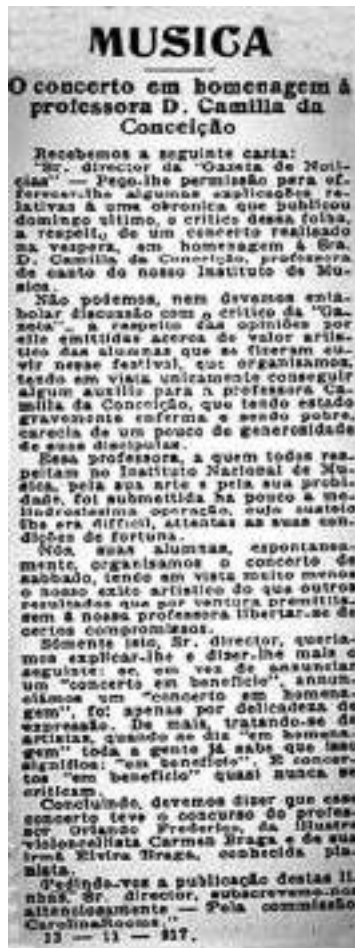 MUSICA
O concerto em homenagem á
professora D. Camilla da
Conceição
Recebemos a seguinte carta:
"Sr. director da "Gazeta de Noti-
cias" — Peço-lhe permissão para of-
ferecer-lhe algumas explicações re-
lativas á uma chronica que publicou
domingo ultimo, o critico dessa folha,
a respeito de um concerto realisado
na vespera, em homenagem á Sra.
D. Camilla da Conceição, professora
de canto do nosso Instituto de Mu-
sica.
Não podemos, nem devemos enta-
bolar discussão com o critico da "Ga-
zeta", a respeito das opiniões por
elle emittidas acerca do valor artis-
tico das alumnas que se fizeram ou-
vir nesse festival, que organisamos,
tendo em vista unicamente conseguir
algum auxilio para a professora Ca-
milla da Conceição, que tendo estado
gravemente enferma e sendo pobre,
carecia de um pouco de generosidade
de suas discipulas.
Essa professora, a quem todos res-
peitam no Instituto Nacional de Mu-
sica, pela sua arte e pela sua probi-
dade, foi submettida ha pouco a me-
lindrosissima operação, cujo custeio
lhe era difficil, attentas as suas con-
dições de fortuna.
Nós, suas alumnas, espontanea-
mente, organisamos o concerto de
sabbado, tendo em vista muito menos
o nosso exito artistico do que outros
resultados que por ventura permittis-
sem á nossa professora libertar-se de
certos compromissos.
Sómente isto, Sr. director, queria-
mos explicar-lhe e dizer-lhe mais o
seguinte: se, em vez de annunciar
um "concerto em beneficio", annun-
ciámos um "concerto em homena-
gem", foi apenas por delicadeza de
expressão. De mais, tratando-se de
artistas, quando se diz "em homena-
gem" toda a gente já sabe que isso
significa: "em beneficio". E concer-
tos "em beneficio" quasi nunca se
criticam.
Concluindo, devemos dizer que esse
concerto teve o concurso do profes-
sor Orlando Frederico, da illustre
violoncellista Carmen Braga e de sua
irmã Elvira Braga, conhecida pia-
nista.
Pedindo-vos a publicação destas li-
nhas, Sr. director, subscrevemo-nos
attenciosamente — Pela commissão
Carolina
13 — 11 — 917.